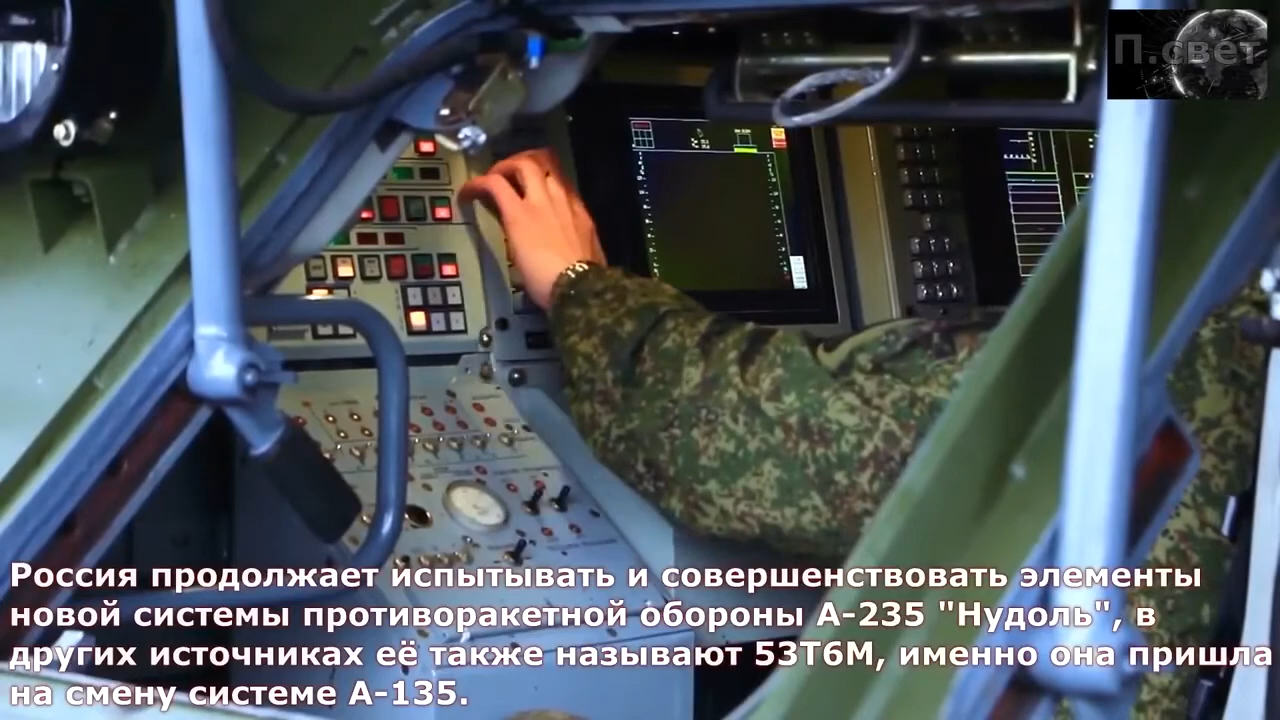 П.свет
Россия продолжает испытывать и совершенствовать элементы
новой системы противоракетной обороны А-235 "Нудоль", в
других источниках её также называют 53Т6М, именно она пришла
на смену системе А-135.